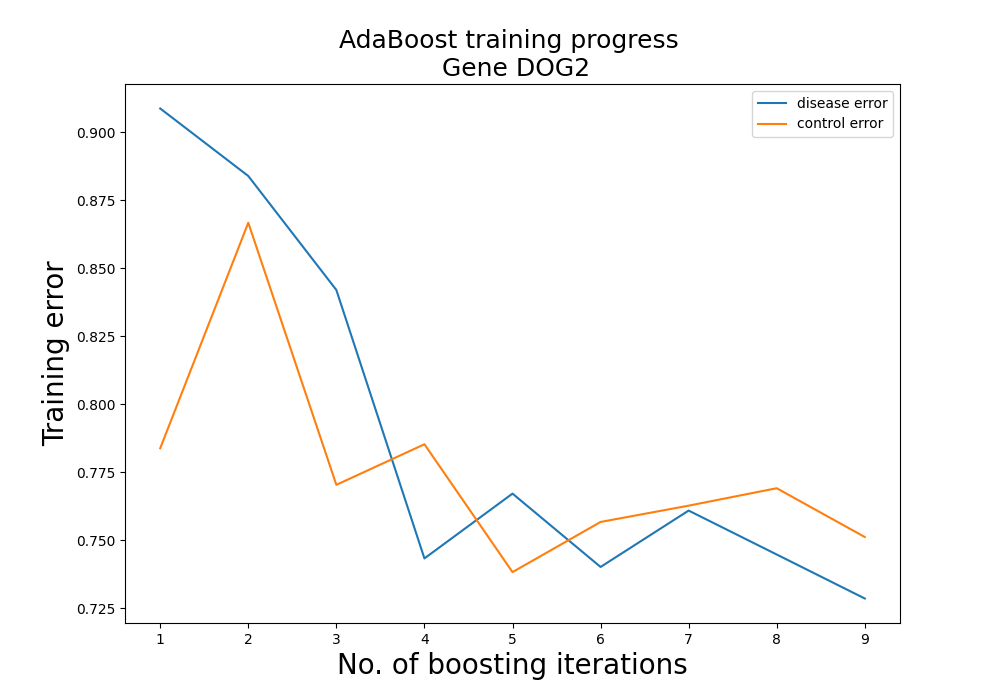 AdaBoost training progress
Gene DOG2
disease error
control error
Training error
0.900
0.875
0.850
0.825
0.800
0.775
0.750
0.725
1 2 3 4 5 6 7 8 9
No. of boosting iterations